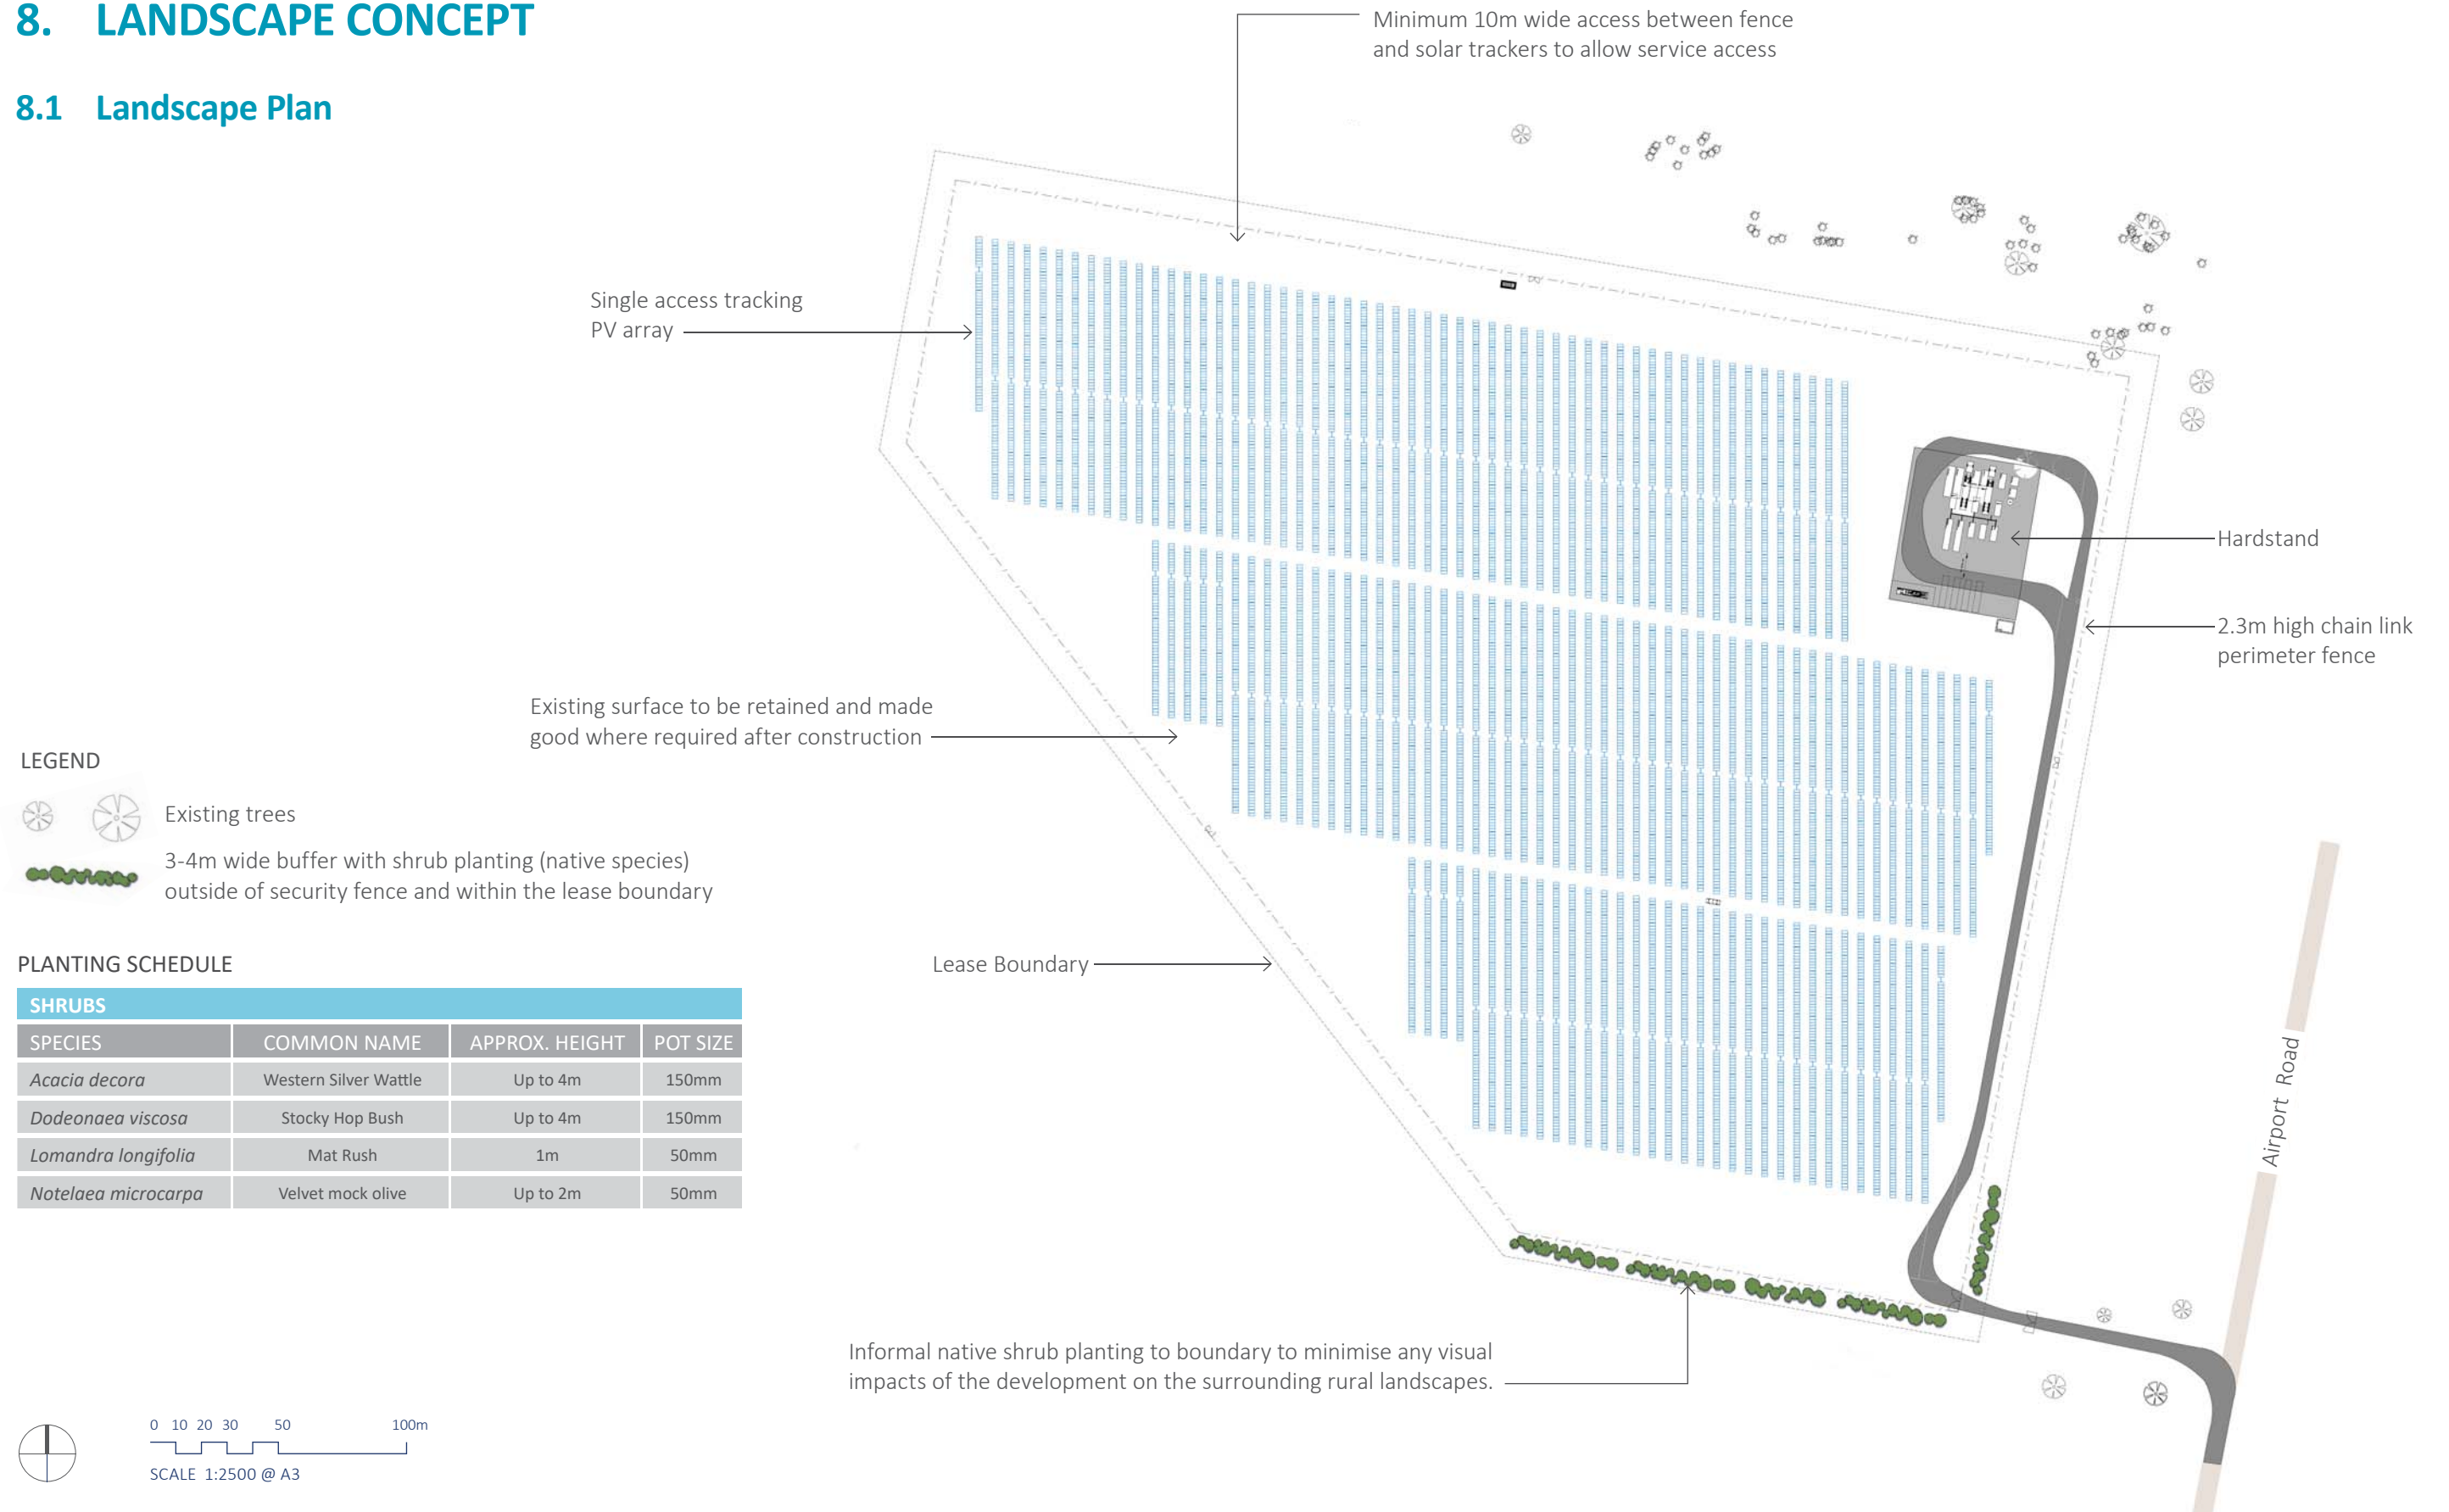 8. LANDSCAPE CONCEPT
8.1 Landscape Plan
Minimum 10m wide access between fence
and solar trackers to allow service access
Single access tracking
PV array
Hardstand
2.3m high chain link
perimeter fence
Existing surface to be retained and made
good where required after construction
Lease Boundary
Airport Road
Informal native shrub planting to boundary to minimise any visual
impacts of the development on the surrounding rural landscapes.
LEGEND
Existing trees
3-4m wide buffer with shrub planting (native species)
outside of security fence and within the lease boundary
PLANTING SCHEDULE
SHRUBS
SPECIES COMMON NAME APPROX. HEIGHT POT SIZE
Acacia decora Western Silver Wattle Up to 4m 150mm
Dodeonaea viscosa Stocky Hop Bush Up to 4m 150mm
Lomandra longifolia Mat Rush 1m 50mm
Notelaea microcarpa Velvet mock olive Up to 2m 50mm
0 10 20 30 50 100m
SCALE 1:2500 @ A3